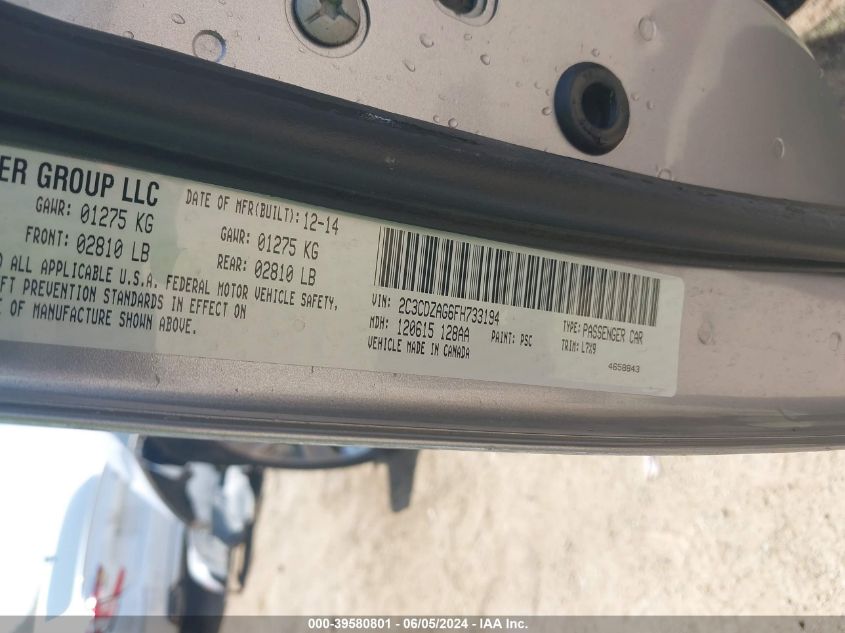 ER GROUP LLC
DATE OF MFR(BUILT): 12-14
GAWR: 01275 KG
GAWR: 01275 KG
FRONT: 02810 LB
REAR: 02810 LB
ALL APPLICABLE U.S.A. FEDERAL MOTOR VEHICLE SAFETY,
FT PREVENTION STANDARDS IN EFFECT ON
OF MANUFACTURE SHOWN ABOVE.
VIN: 2C3CDZAG6FH733194
TYPE: PASSENGER CAR
MDH: 120615 128AA
PAINT: PSC
TRIM: L7X9
VEHICLE MADE IN CANADA
4658943
000-39580801 - 06/05/2024 - IAA Inc.